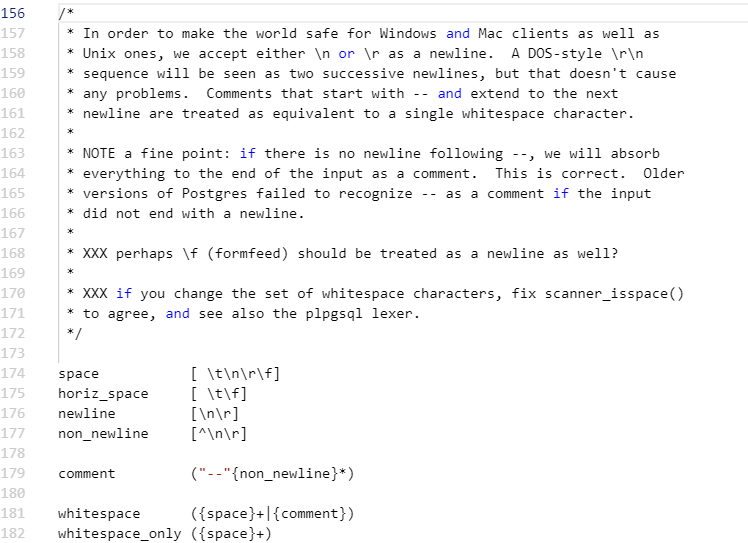 156 /*
157 * In order to make the world safe for Windows and Mac clients as well as
158 * Unix ones, we accept either \n or \r as a newline.  A DOS-style \r\n
159 * sequence will be seen as two successive newlines, but that doesn't cause
160 * any problems.  Comments that start with -- and extend to the next
161 * newline are treated as equivalent to a single whitespace character.
162 *
163 * NOTE a fine point: if there is no newline following --, we will absorb
164 * everything to the end of the input as a comment.  This is correct.  Older
165 * versions of Postgres failed to recognize -- as a comment if the input
166 * did not end with a newline.
167 *
168 * XXX perhaps \f (formfeed) should be treated as a newline as well?
169 *
170 * XXX if you change the set of whitespace characters, fix scanner_isspace()
171 * to agree, and see also the plpgsql lexer.
172 */
173
174 space          [ \t\n\r\f]
175 horiz_space     [ \t\f]
176 newline         [\n\r]
177 non_newline     [^\n\r]
178
179 comment         ("--"{non_newline}*)
180
181 whitespace      ({space}+|{comment})
182 whitespace_only ({space}+)